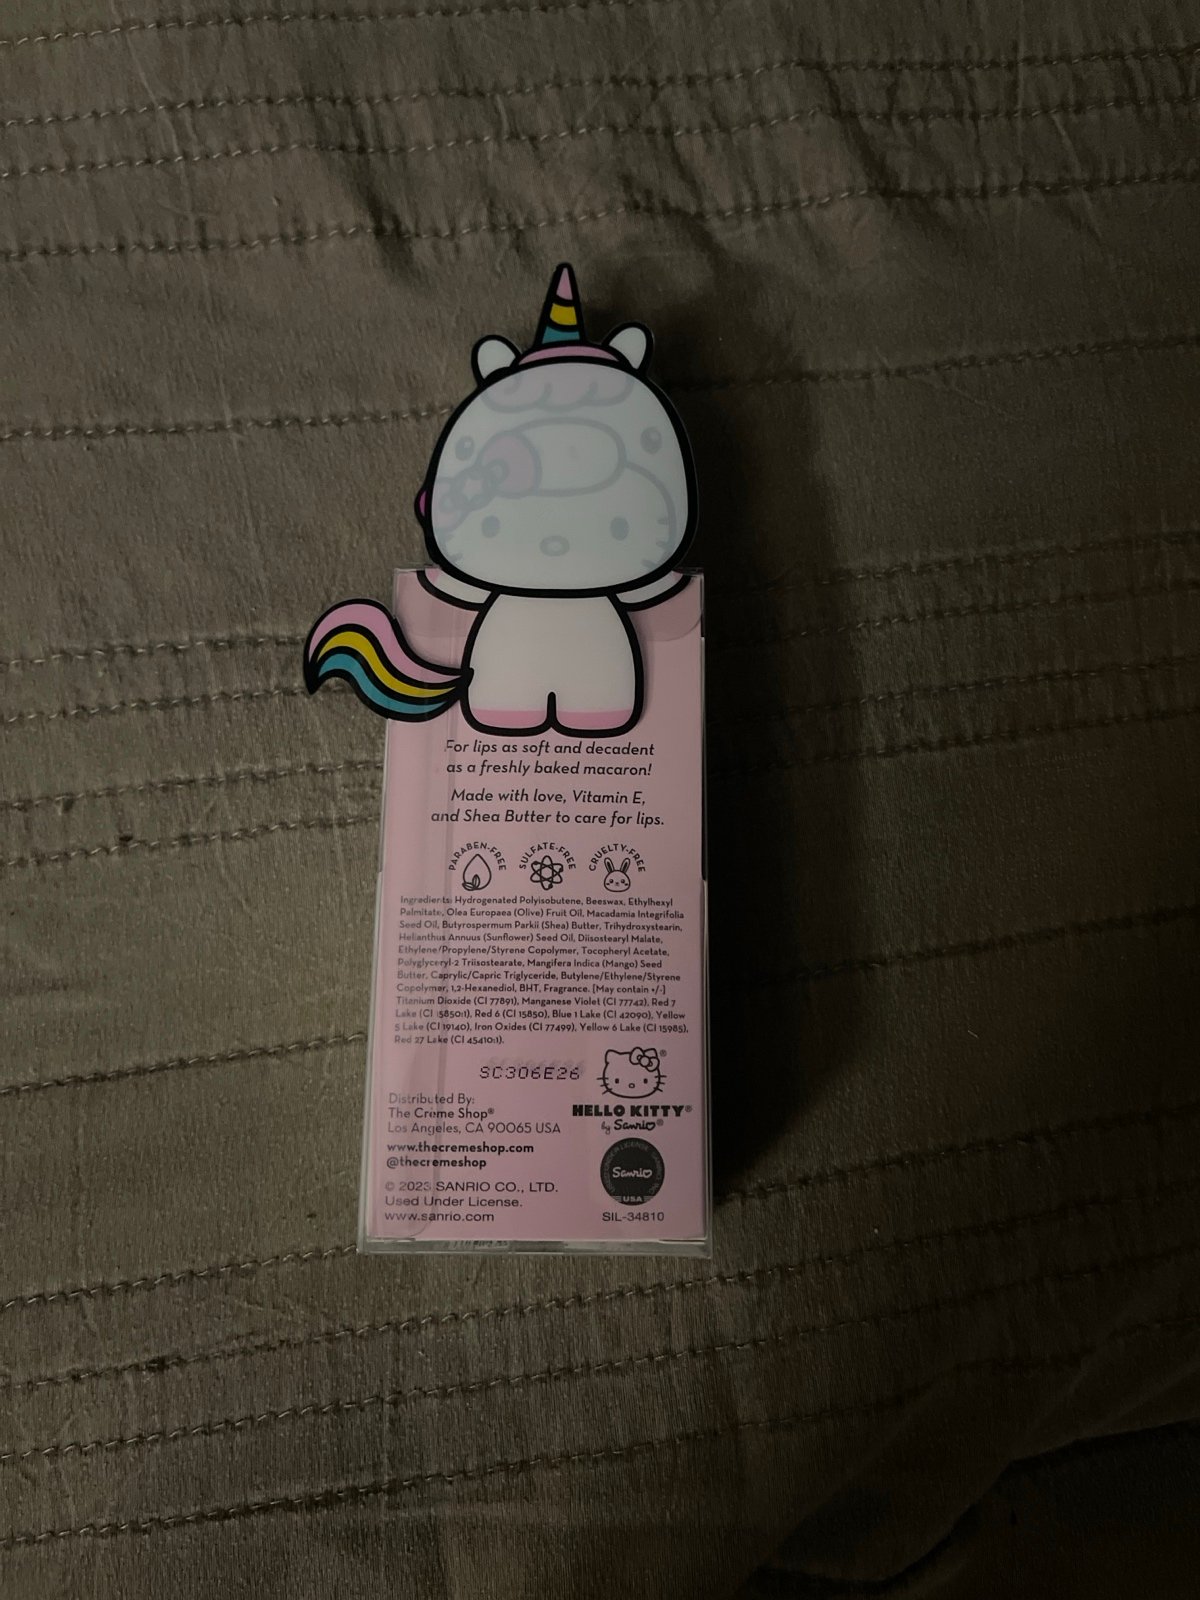 For lips as soft and decadent
as a freshly baked macaron!
Made with love, Vitamin E,
and Shea Butter to care for lips.
PARABEN-FREE
SULFATE-FREE
CRUELTY-FREE
Ingredients: Hydrogenated Polyisobutene, Beeswax, Ethylhexyl
Palmitate, Olea Europaea (Olive) Fruit Oil, Macadamia Integrifolia
Seed Oil, Butyrospermum Parkii (Shea) Butter, Trihydroxystearin,
Helianthus Annuus (Sunflower) Seed Oil, Diisostearyl Malate,
Ethylene/Propylene/Styrene Copolymer, Tocopheryl Acetate,
Polyglyceryl-2 Triisostearate, Mangifera Indica (Mango) Seed
Butter, Caprylic/Capric Triglyceride, Butylene/Ethylene/Styrene
Copolymer, 1,2-Hexanediol, BHT, Fragrance. [May contain +/-]
Titanium Dioxide (CI 77891), Manganese Violet (CI 77742), Red 7
Lake (CI 15850:1), Red 6 (CI 15850), Blue 1 Lake (CI 42090), Yellow
5 Lake (CI 19140), Iron Oxides (CI 77499), Yellow 6 Lake (CI 15985),
Red 27 Lake (CI 45410:1).
SC306E26
Distributed By:
The Crème Shop®
Los Angeles, CA 90065 USA
www.thecremeshop.com
@thecremeshop
© 2023 SANRIO CO., LTD.
Used Under License.
www.sanrio.com
®
HELLO KITTY®
by Sanrio®
Sanrio
USA
SIL-34810